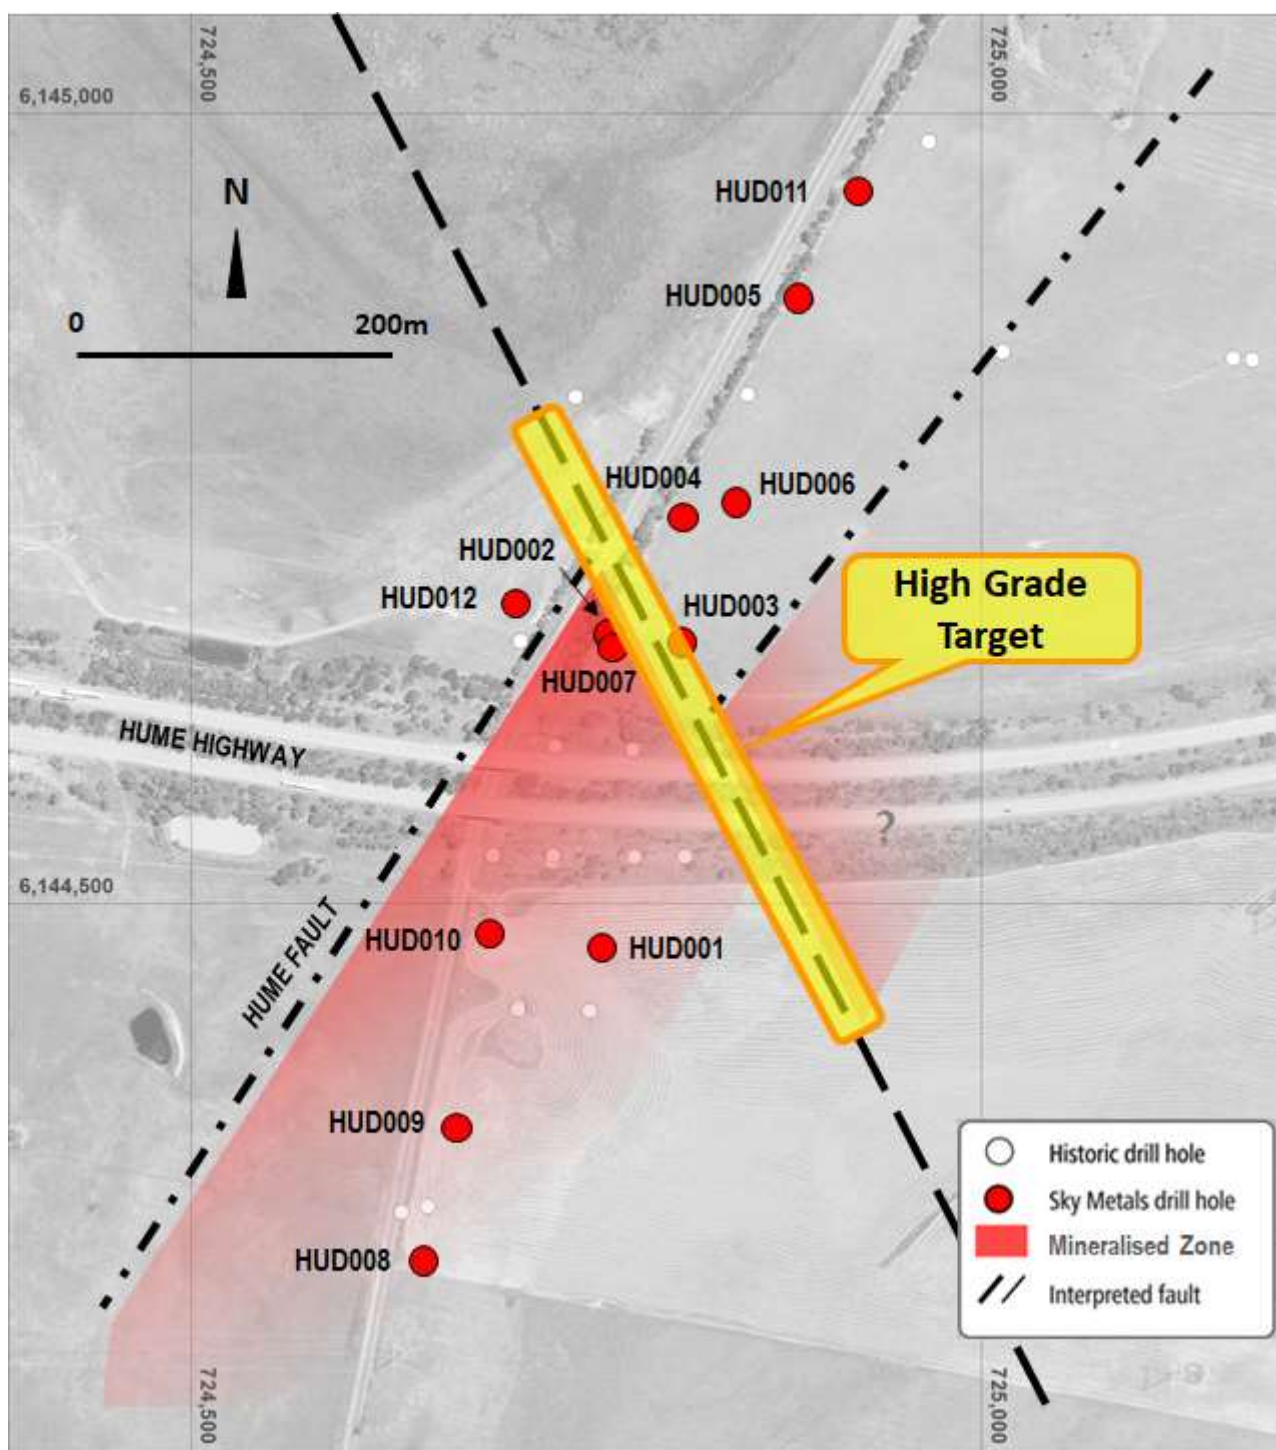 724,500
725,000
6,145,000
N
HUD011
HUD005
0
200m
HUD004
HUD006
HUD002
High Grade
Target
HUD012
HUD003
HUD007
HUME HIGHWAY
?
6,144,500
HUME FAULT
HUD010
HUD001
HUD009
Historic drill hole
Sky Metals drill hole
Mineralised Zone
Interpreted fault
HUD008
724,500
725,000